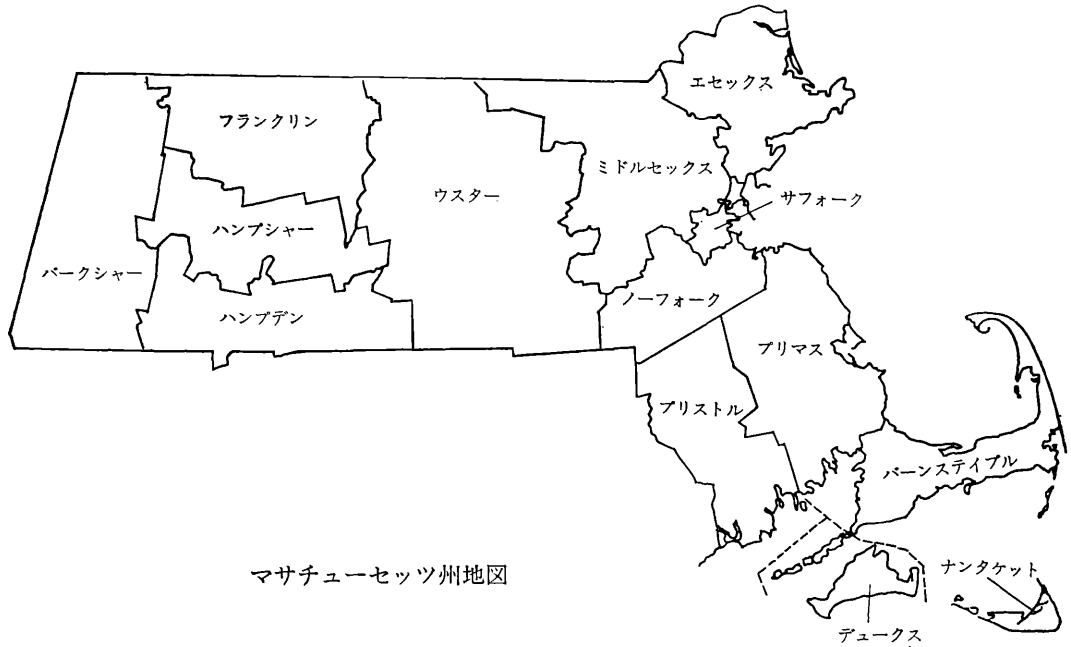 エセックス
フランクリン
ミドルセックス
ウスター
サフォーク
ハンプシャー
バークシャー
ノーフォーク
ハンプデン
プリマス
ブリストル
バーンステイブル
マサチューセッツ州地図
ナンタケット
デュークス